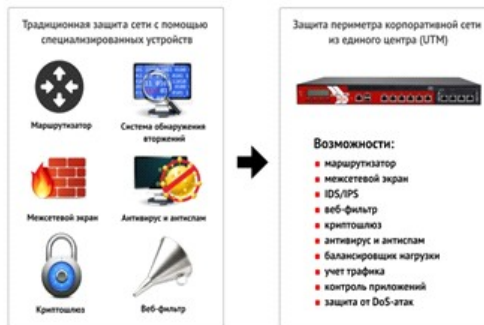 Традиционная защита сети с помощью
специализированных устройств
Маршрутизатор
Система обнаружения
вторжений
Межсетевой экран
Антивирус и антиспам
Криптошлюз
Веб-фильтр
Защита периметра корпоративной сети
из единого центра (UTM)
Возможности:
маршрутизатор
межсетевой экран
IDS/IPS
веб-фильтр
криптошлюз
антивирус и антиспам
балансировщик нагрузки
учет трафика
контроль приложений
защита от DoS-атак